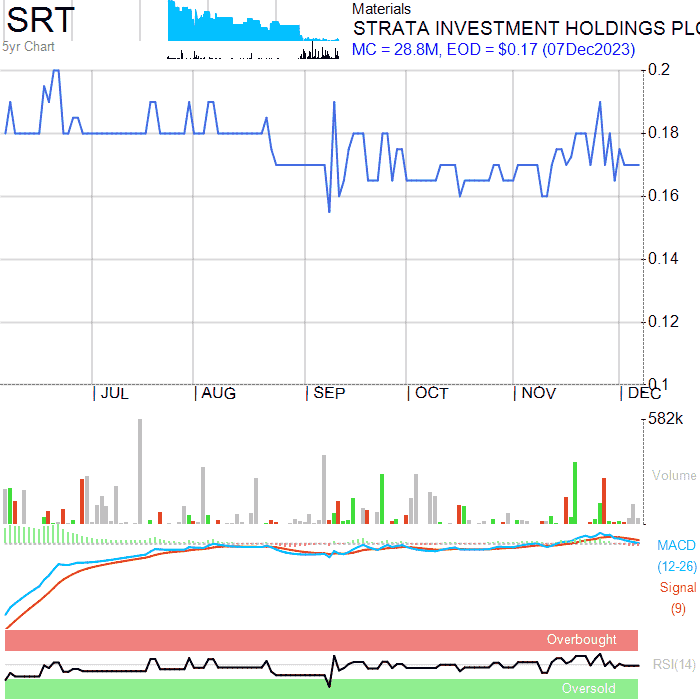 SRT
5yr Chart
Materials
STRATA INVESTMENT HOLDINGS PLC
MC = 28.8M, EOD = $0.17 (07Dec2023)
0.2
0.18
0.16
0.14
0.12
0.1
JUL AUG SEP OCT NOV DEC
582k
Volume
MACD
(12-26)
Signal
(9)
Overbought
RSI(14)
Oversold